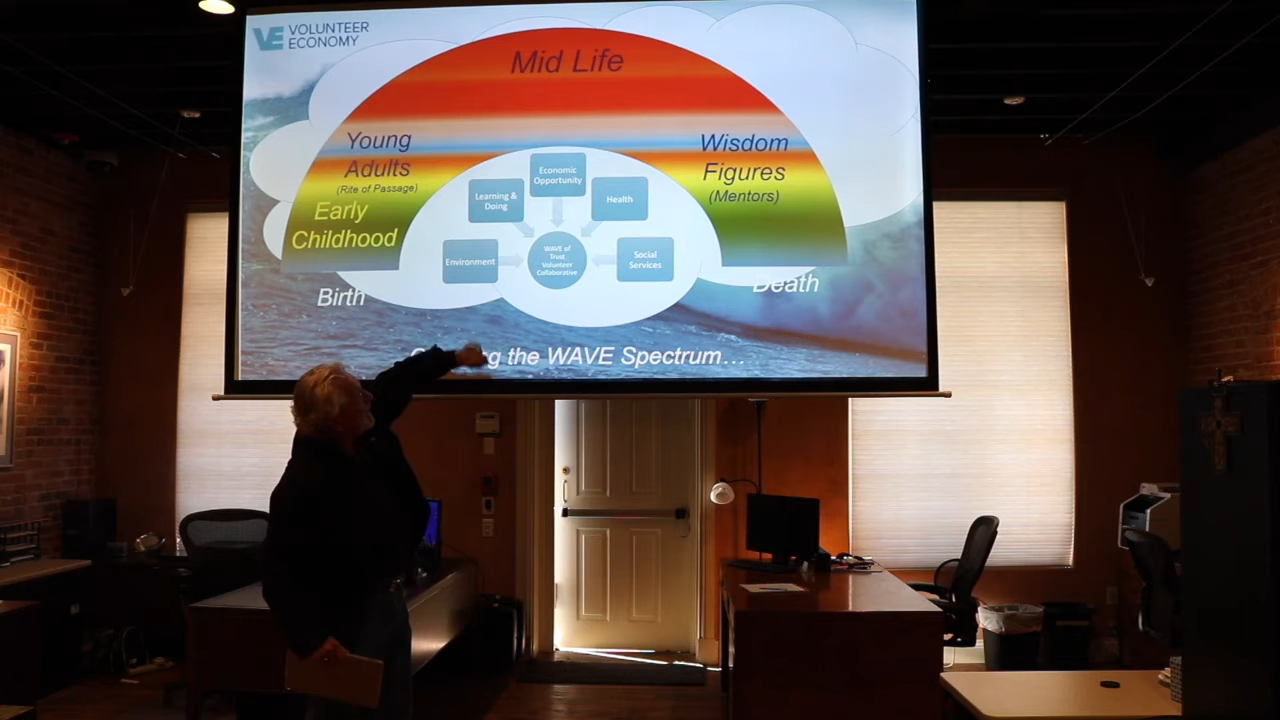 VE VOLUNTEER
ECONOMY
Mid Life
Young
Adults
(Rite of Passage)
Early
Childhood
Wisdom
Figures
(Mentors)
Economic
Opportunity
Learning &
Doing
Health
Environment
WAVE of
Trust
Volunteer
Collaborative
Social
Services
Birth
Death
the WAVE Spectrum...